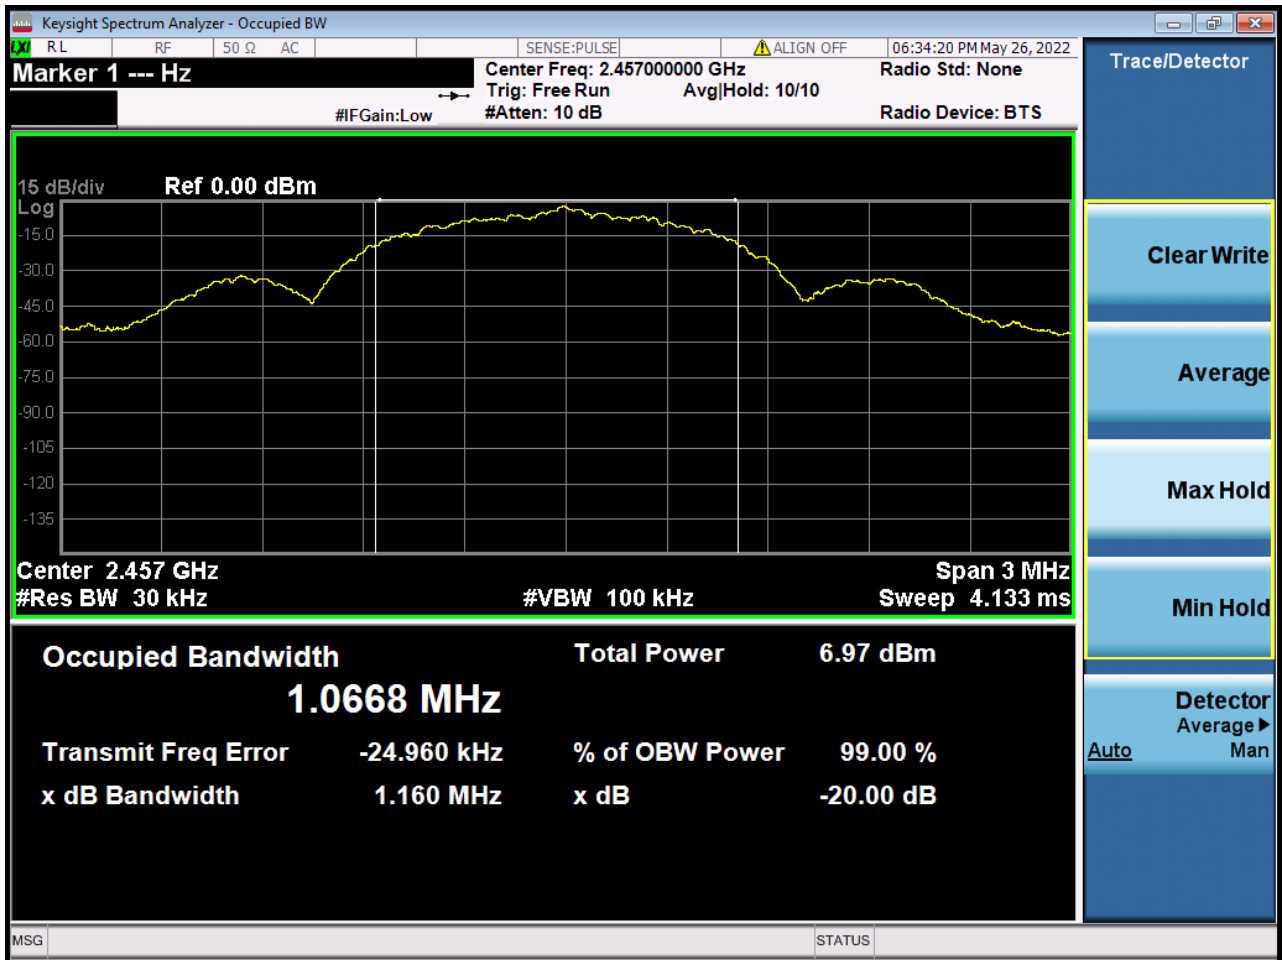 Keysight Spectrum Analyzer - Occupied BW
LXI RL RF 50 Ω AC SENSE:PULSE ALIGN OFF 06:34:20 PM May 26, 2022
Marker 1 --- Hz
Center Freq: 2.457000000 GHz
Radio Std: None
Trig: Free Run Avg|Hold: 10/10
#IFGain:Low
#Atten: 10 dB
Radio Device: BTS
15 dB/div Ref 0.00 dBm
Log
-15.0
-30.0
-45.0
-60.0
-75.0
-90.0
-105
-120
-135
Center 2.457 GHz
Span 3 MHz
#Res BW 30 kHz
#VBW 100 kHz
Sweep 4.133 ms
Occupied Bandwidth
1.0668 MHz
Total Power 6.97 dBm
Transmit Freq Error -24.960 kHz
% of OBW Power 99.00 %
x dB Bandwidth 1.160 MHz
x dB -20.00 dB
Trace/Detector
Clear Write
Average
Max Hold
Min Hold
Detector
Average
Auto Man
MSG
STATUS